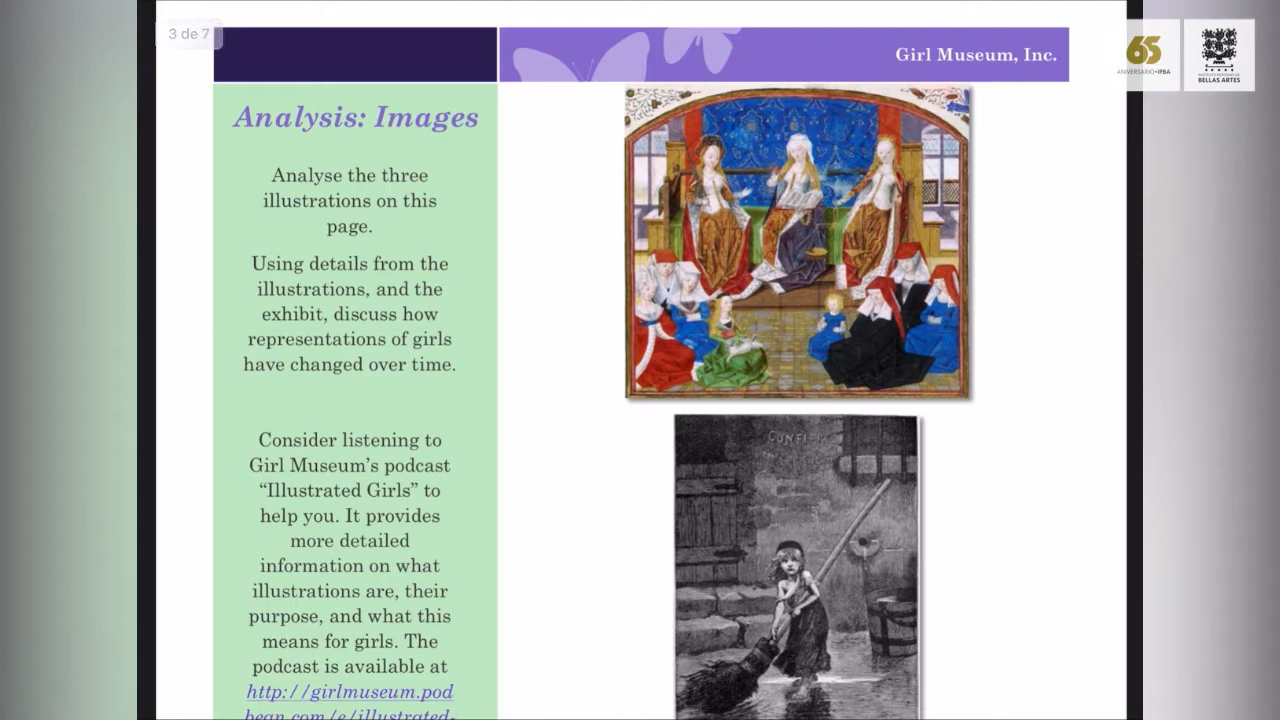 3 de 7
Girl Museum, Inc.
65
ANIVERSARIO•IPBA
BELLAS ARTES
Analysis: Images
Analyse the three
illustrations on this
page.
Using details from the
illustrations, and the
exhibit, discuss how
representations of girls
have changed over time.
Consider listening to
Girl Museum’s podcast
“Illustrated Girls” to
help you. It provides
more detailed
information on what
illustrations are, their
purpose, and what this
means for girls. The
podcast is available at
http://girlmuseum.pod
bean.com/e/illustrated-